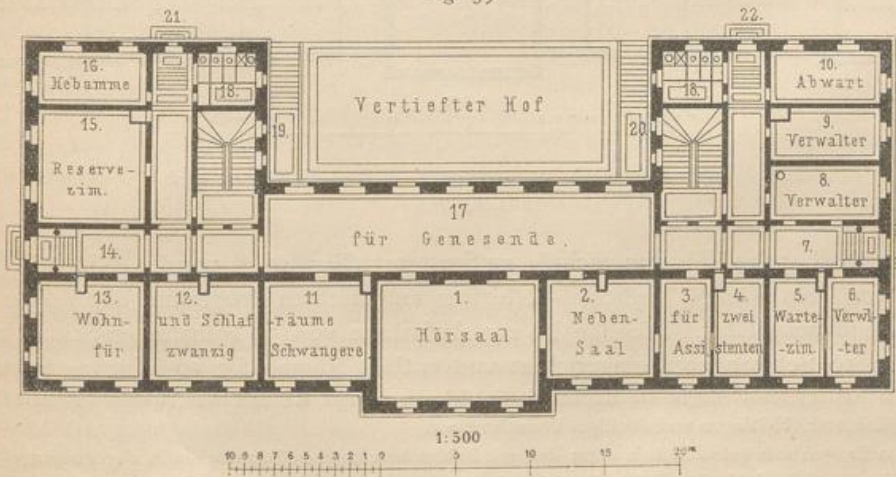 21.
22.
16.
Hebamme
18.
Vertiefter Hof
18.
10.
Abwart
15.
Reserve-
zim.
19.
20.
9.
Verwalter
8.
Verwalter
17
für Genesende.
14.
7.
13.
Wohn-
für
12.
und Schlaf
zwanzig
11
-räume
Schwangere.
1.
Hörsaal
2.
Neben-
Saal
3.
für
Assi
4.
zwei
stenten
5.
Warte-
-zim.
6.
Verwl-
-ter
1:500
10 9 8 7 6 5 4 3 2 1 0 5 10 15 20m